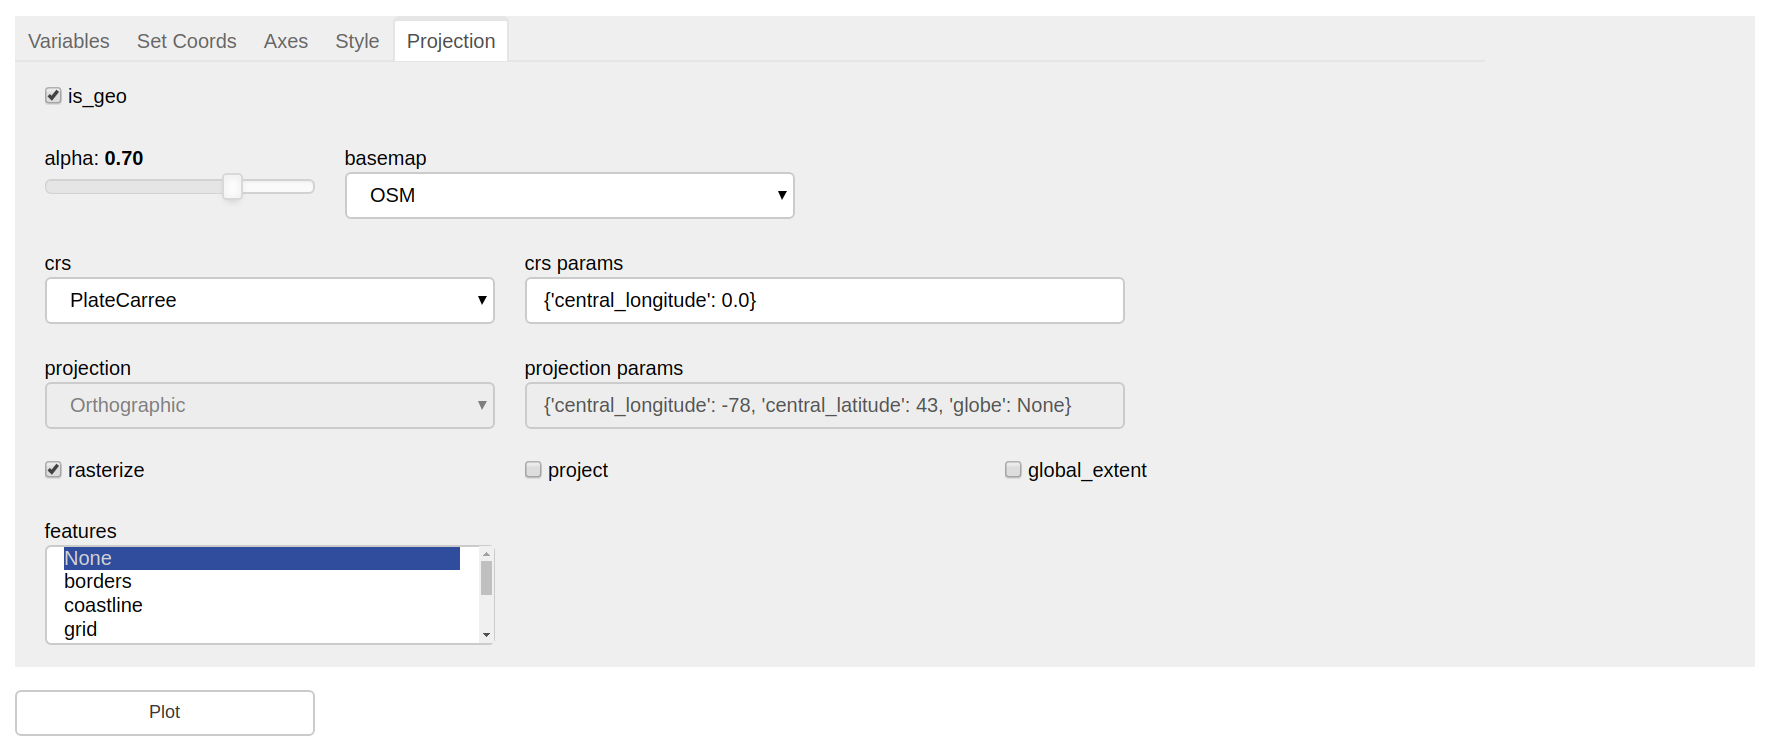 Variables Set Coords Axes Style Projection
is_geo
alpha: 0.70 basemap
OSM
crs crs params
PlateCarree {'central_longitude': 0.0}
projection projection params
Orthographic {'central_longitude': -78, 'central_latitude': 43, 'globe': None}
rasterize project global_extent
features
None
borders
coastline
grid
Plot